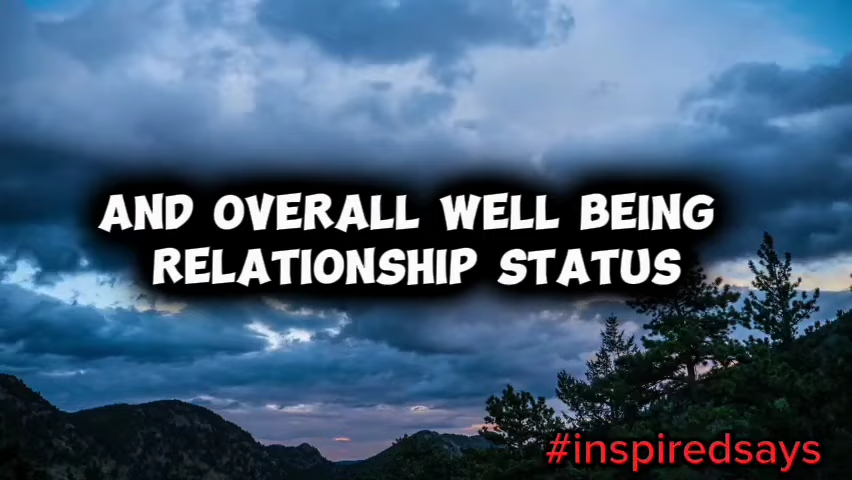 AND OVERALL WELL BEING
RELATIONSHIP STATUS
#inspiredsays